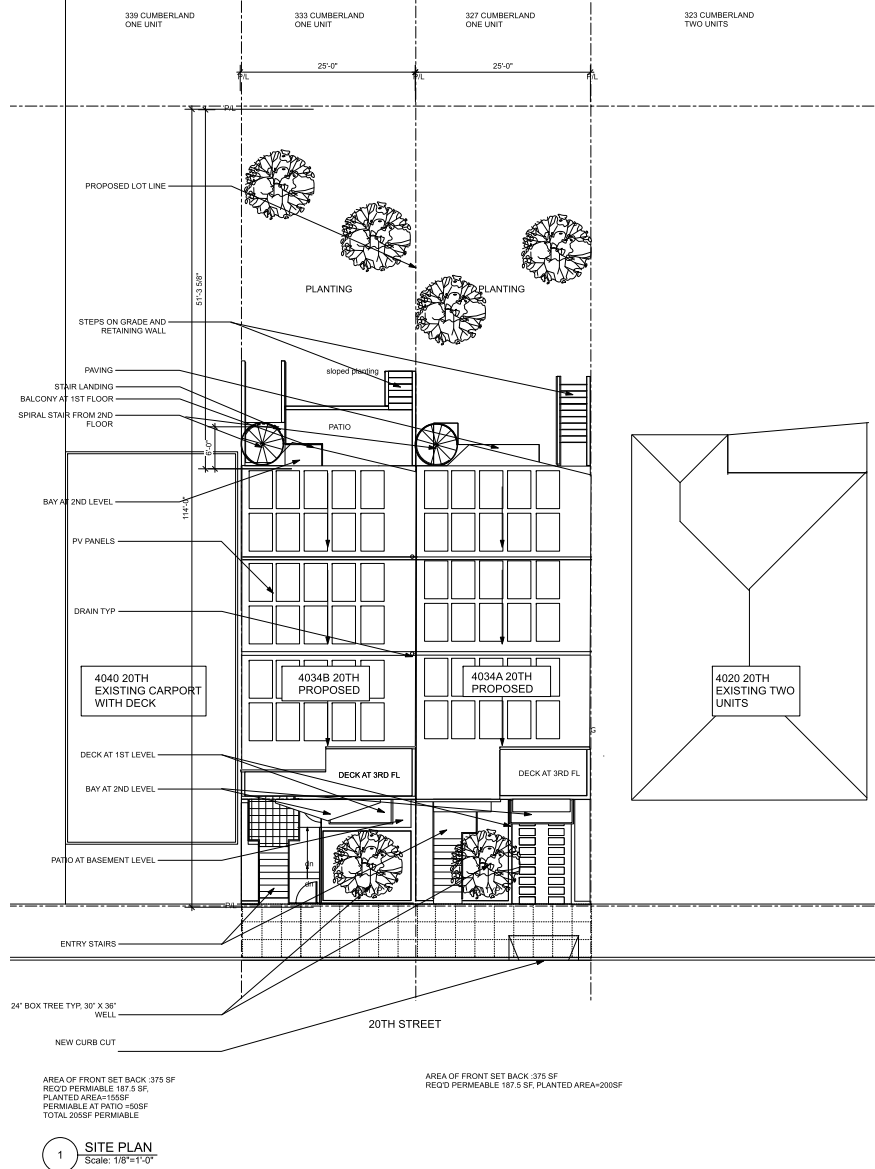 339 CUMBERLAND
ONE UNIT
333 CUMBERLAND
ONE UNIT
327 CUMBERLAND
ONE UNIT
323 CUMBERLAND
TWO UNITS
25'-0"
25'-0"
P/L
P/L
P/L
P/L
PROPOSED LOT LINE
51'-3 5/8"
PLANTING
PLANTING
STEPS ON GRADE AND
RETAINING WALL
PAVING
sloped planting
STAIR LANDING
BALCONY AT 1ST FLOOR
SPIRAL STAIR FROM 2ND
FLOOR
PATIO
6'-0"
BAY AT 2ND LEVEL
114'-0"
PV PANELS
DRAIN TYP
4040 20TH
EXISTING CARPORT
WITH DECK
4034B 20TH
PROPOSED
4034A 20TH
PROPOSED
4020 20TH
EXISTING TWO
UNITS
G
DECK AT 1ST LEVEL
DECK AT 3RD FL
DECK AT 3RD FL
BAY AT 2ND LEVEL
PATIO AT BASEMENT LEVEL
dn
dn
P/L
ENTRY STAIRS
24" BOX TREE TYP, 30" X 36"
WELL
20TH STREET
NEW CURB CUT
AREA OF FRONT SET BACK :375 SF
REQ'D PERMIABLE 187.5 SF,
PLANTED AREA=155SF
PERMIABLE AT PATIO =50SF
TOTAL 205SF PERMIABLE
AREA OF FRONT SET BACK :375 SF
REQ'D PERMEABLE 187.5 SF, PLANTED AREA=200SF
1
SITE PLAN
Scale: 1/8"=1'-0"